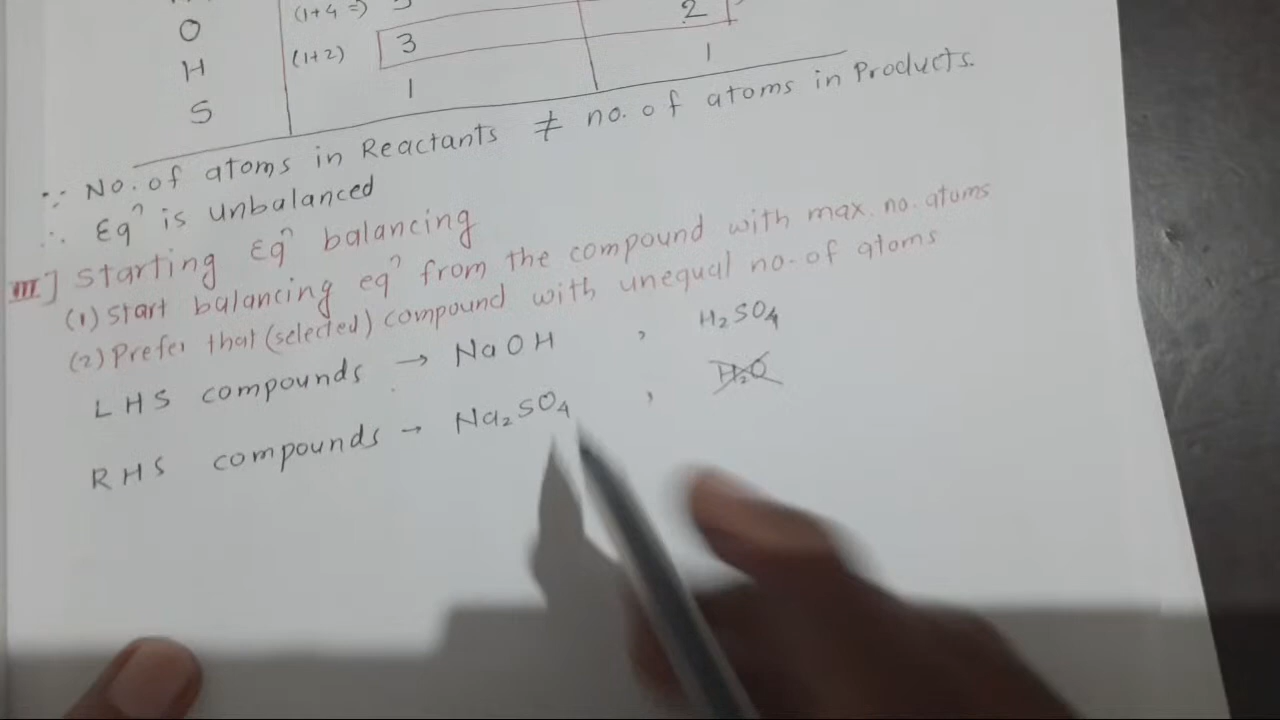 O (1+4 =)
H (1+2) 3 2
S 1 1
∵ No. of atoms in Reactants ≠ no. of atoms in Products.
∴ Eqⁿ is unbalanced
III] Starting Eqⁿ balancing
(1) Start balancing eqⁿ from the compound with max. no. atoms
(2) Prefer that (selected) compound with unequal no. of atoms
LHS compounds → NaOH , H₂SO₄
RHS compounds → Na₂SO₄ , H₂O